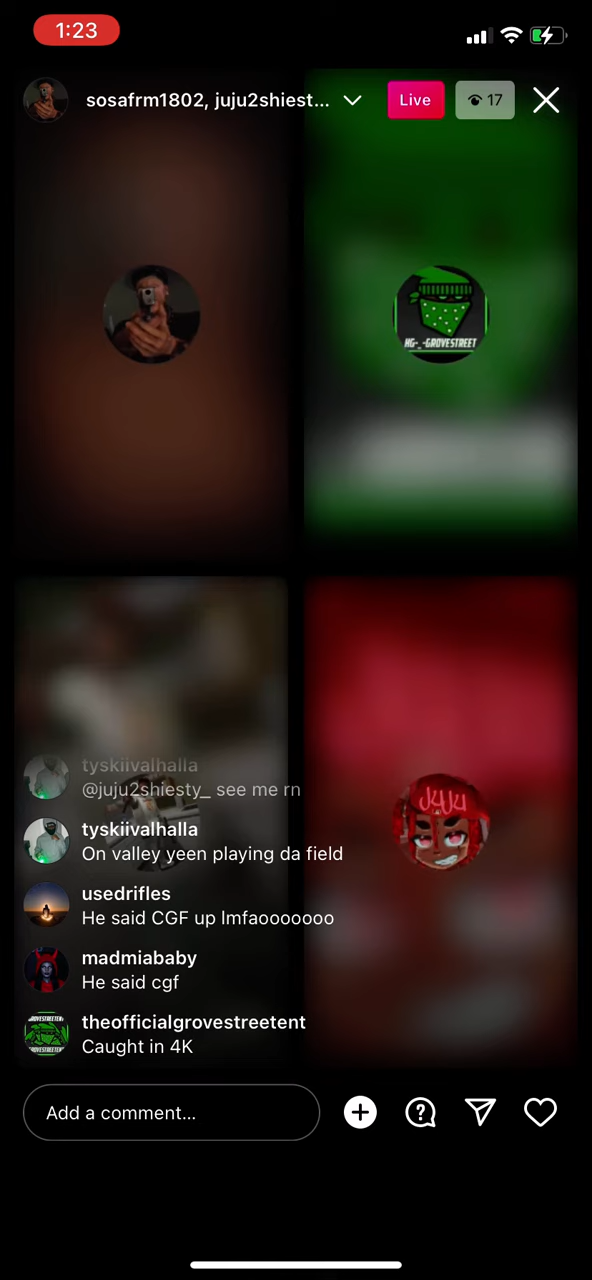 1:23
sosafrm1802, juju2shiest...
Live
17
HG-_-GROVESTREET
JUJU
tyskiivalhalla
@juju2shiesty_ see me rn
tyskiivalhalla
On valley yeen playing da field
usedrifles
He said CGF up lmfaooooooo
madmiababy
He said cgf
theofficialgrovestreetent
Caught in 4K
Add a comment...